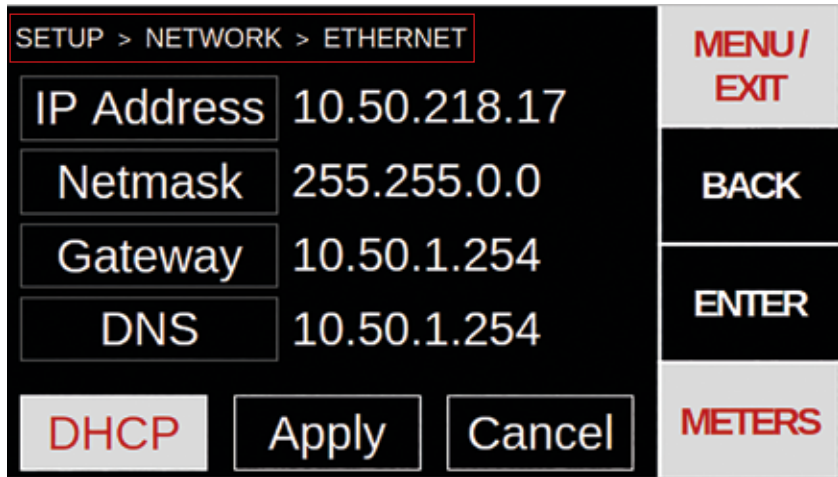 SETUP > NETWORK > ETHERNET
IP Address 10.50.218.17
Netmask 255.255.0.0
Gateway 10.50.1.254
DNS 10.50.1.254
DHCP Apply Cancel
MENU /
EXIT
BACK
ENTER
METERS